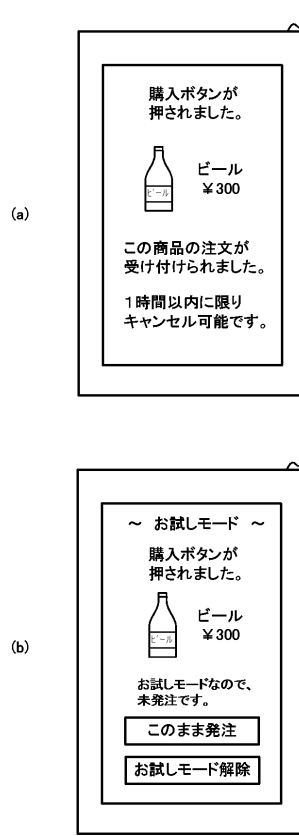 購入ボタンが
押されました。
ビール
ビール
￥300
(a)
この商品の注文が
受け付けられました。
1時間以内に限り
キャンセル可能です。
～ お試しモード ～
購入ボタンが
押されました。
ビール
ビール
￥300
(b)
お試しモードなので、
未発注です。
このまま発注
お試しモード解除